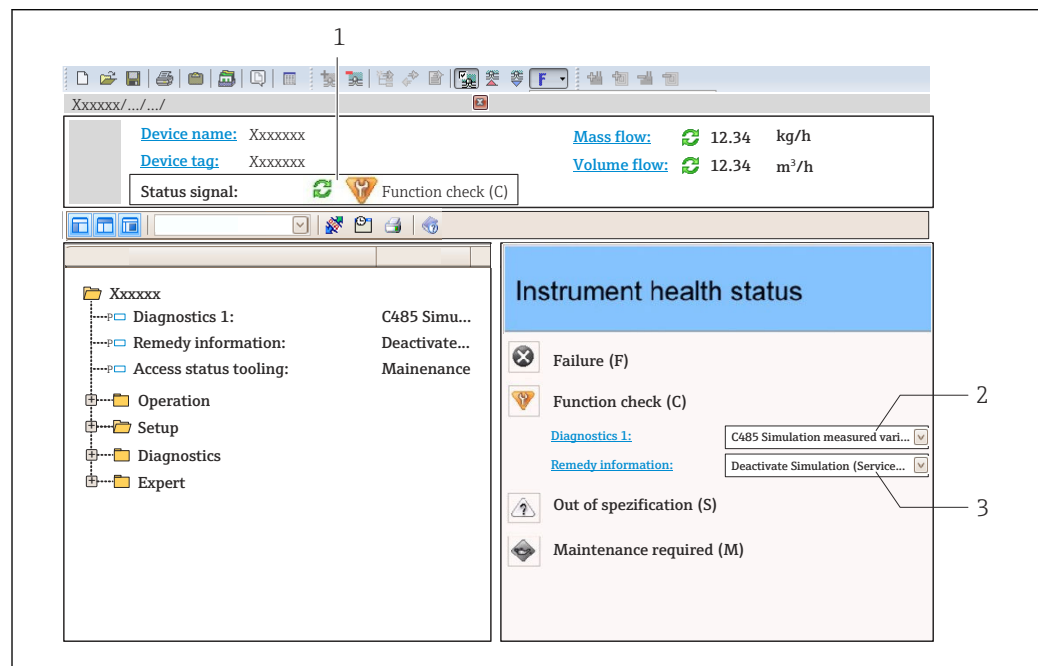 1
F
Xxxxxx/.../.../
Device name: Xxxxxxx
Mass flow: 12.34 kg/h
Device tag: Xxxxxxx
Volume flow: 12.34 m³/h
Status signal: Function check (C)
Xxxxxx
P Diagnostics 1: C485 Simu...
P Remedy information: Deactivate...
P Access status tooling: Mainenance
Operation
Setup
Diagnostics
Expert
Instrument health status
Failure (F)
Function check (C)
2
Diagnostics 1: C485 Simulation measured vari...
Remedy information: Deactivate Simulation (Service...
Out of spezification (S)
3
Maintenance required (M)